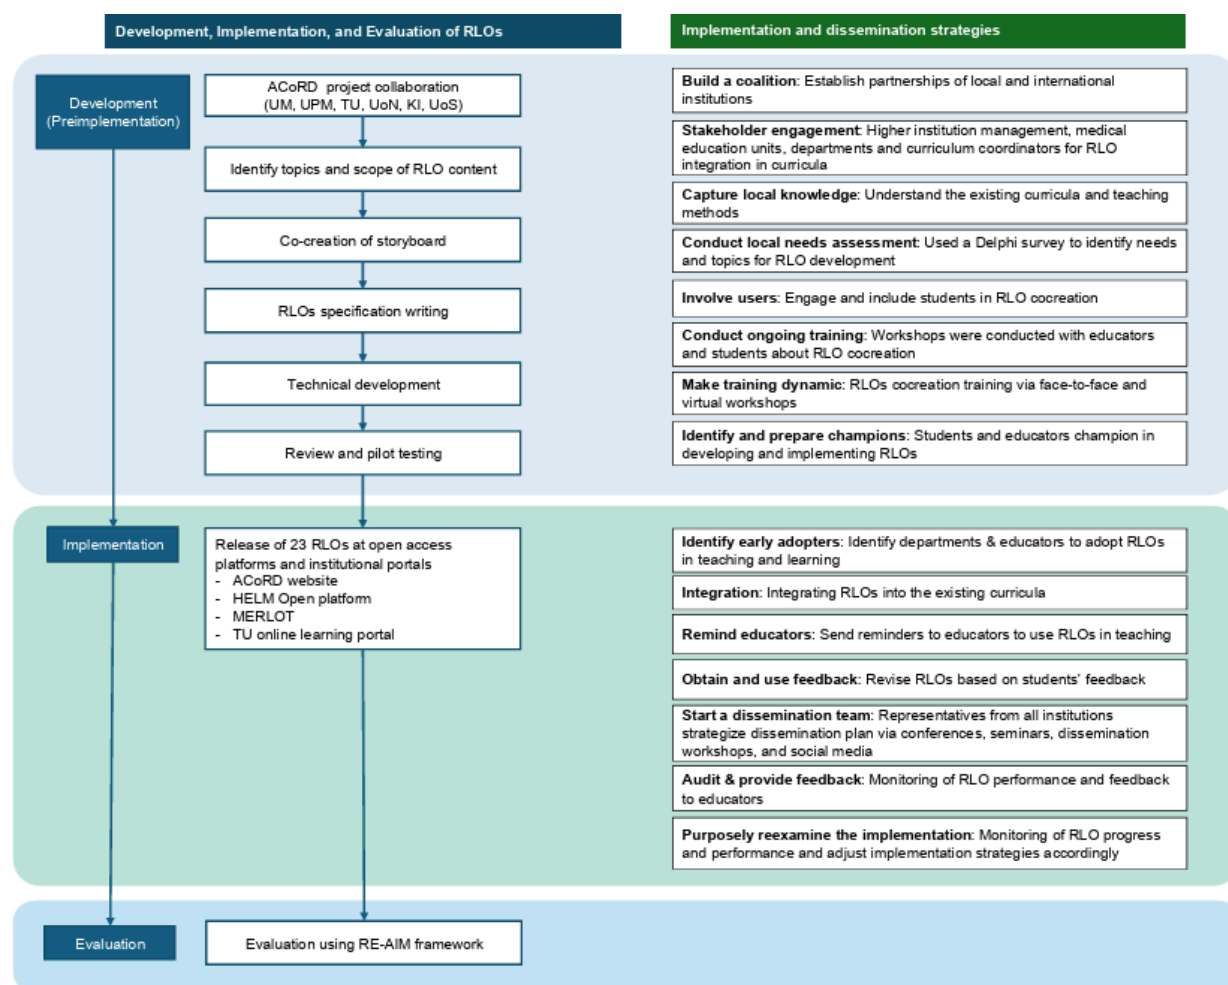 Development, Implementation, and Evaluation of RLOs
Implementation and dissemination strategies
Development
(Preimplementation)
ACoRD project collaboration
(UM, UPM, TU, UoN, KI, UoS)
Identify topics and scope of RLO content
Co-creation of storyboard
RLOs specification writing
Technical development
Review and pilot testing
Build a coalition: Establish partnerships of local and international
institutions
Stakeholder engagement: Higher institution management, medical
education units, departments and curriculum coordinators for RLO
integration in curricula
Capture local knowledge: Understand the existing curricula and teaching
methods
Conduct local needs assessment: Used a Delphi survey to identify needs
and topics for RLO development
Involve users: Engage and include students in RLO cocreation
Conduct ongoing training: Workshops were conducted with educators
and students about RLO cocreation
Make training dynamic: RLOs cocreation training via face-to-face and
virtual workshops
Identify and prepare champions: Students and educators champion in
developing and implementing RLOs
Implementation
Release of 23 RLOs at open access
platforms and institutional portals
- ACoRD website
- HELM Open platform
- MERLOT
- TU online learning portal
Identify early adopters: Identify departments & educators to adopt RLOs
in teaching and learning
Integration: Integrating RLOs into the existing curricula
Remind educators: Send reminders to educators to use RLOs in teaching
Obtain and use feedback: Revise RLOs based on students' feedback
Start a dissemination team: Representatives from all institutions
strategize dissemination plan via conferences, seminars, dissemination
workshops, and social media
Audit & provide feedback: Monitoring of RLO performance and feedback
to educators
Purposely reexamine the implementation: Monitoring of RLO progress
and performance and adjust implementation strategies accordingly
Evaluation
Evaluation using RE-AIM framework